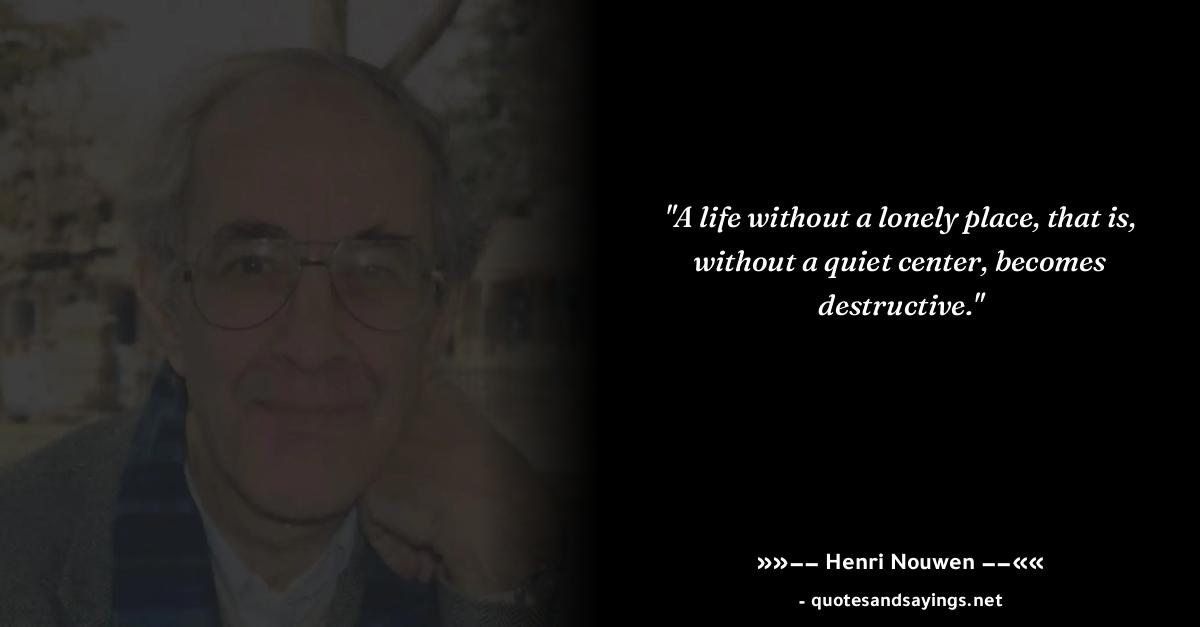 "A life without a lonely place, that is,
without a quiet center, becomes
destructive."
»»−− Henri Nouwen −−««
- quotesandsayings.net